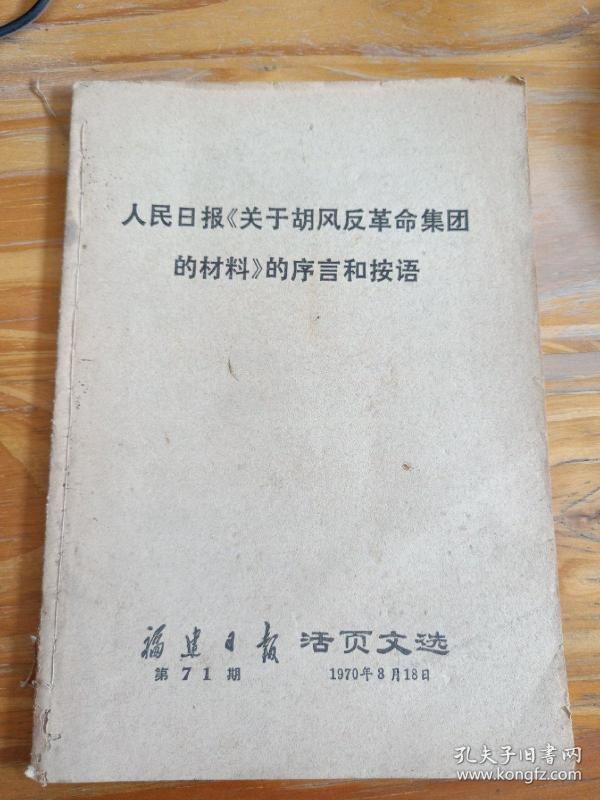 人民日报《关于胡风反革命集团
的材料》的序言和按语
福建日报 活页文选
第71期 1970年8月18日
孔夫子旧书网
www.kongfz.com